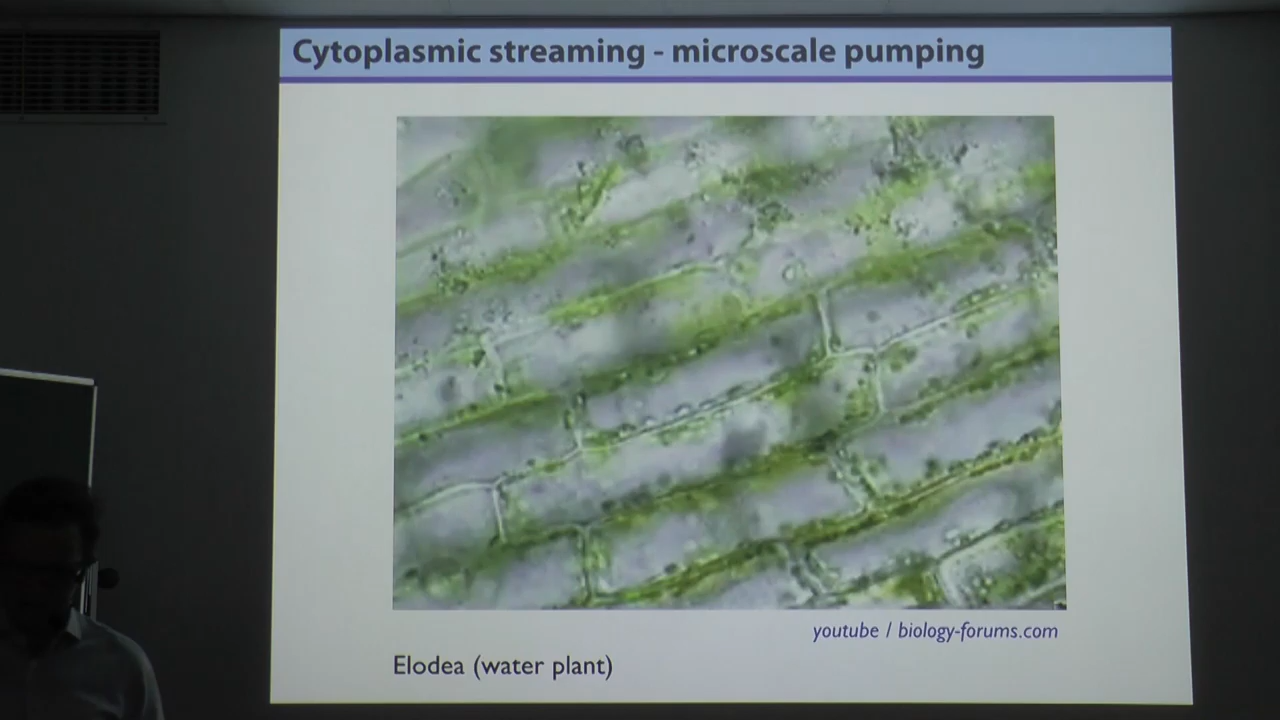 Cytoplasmic streaming - microscale pumping
youtube / biology-forums.com
Elodea (water plant)